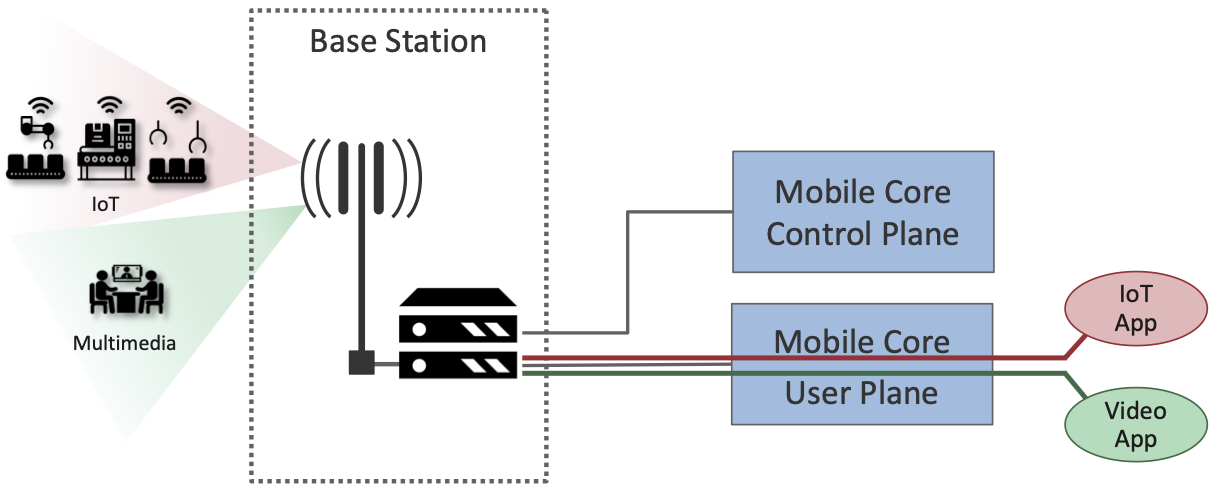 Base Station
IoT
Multimedia
Mobile Core
Control Plane
Mobile Core
User Plane
IoT
App
Video
App